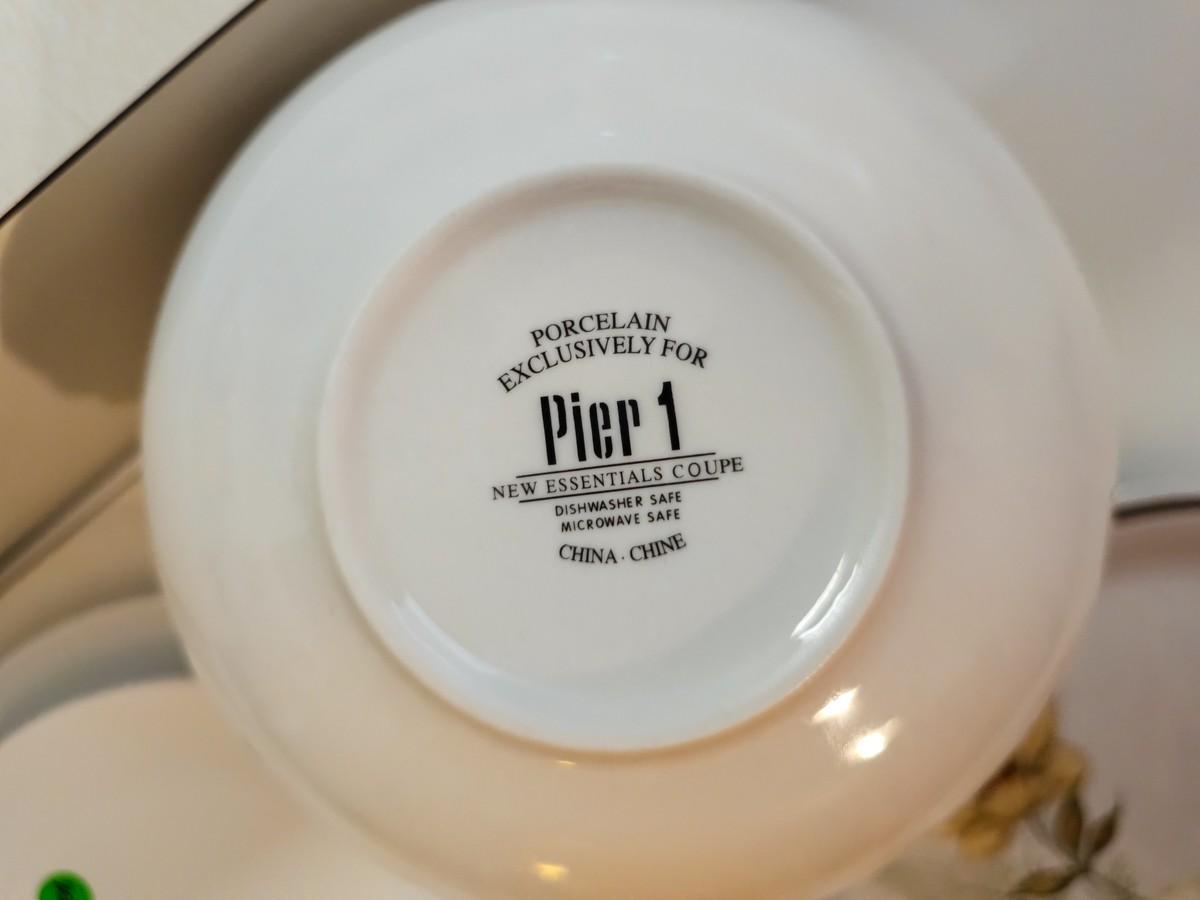 PORCELAIN
EXCLUSIVELY FOR
Pier 1
NEW ESSENTIALS COUPE
DISHWASHER SAFE
MICROWAVE SAFE
CHINA · CHINE